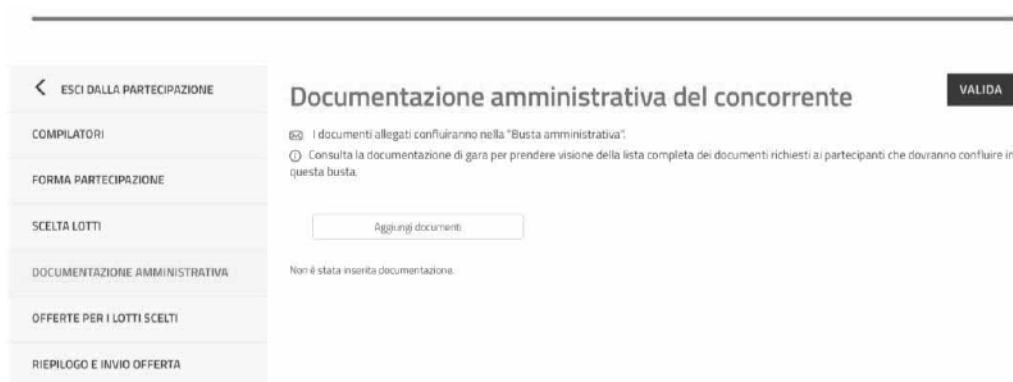 ESCI DALLA PARTECIPAZIONE
COMPILATORI
FORMA PARTECIPAZIONE
SCELTA LOTTI
DOCUMENTAZIONE AMMINISTRATIVA
OFFERTE PER I LOTTI SCELTI
RIEPILOGO E INVIO OFFERTA
Documentazione amministrativa del concorrente
VALIDA
I documenti allegati confluiranno nella "Busta amministrativa".
Consulta la documentazione di gara per prendere visione della lista completa dei documenti richiesti ai partecipanti che dovranno confluire in
questa busta.
Aggiungi documenti
Non è stata inserita documentazione.